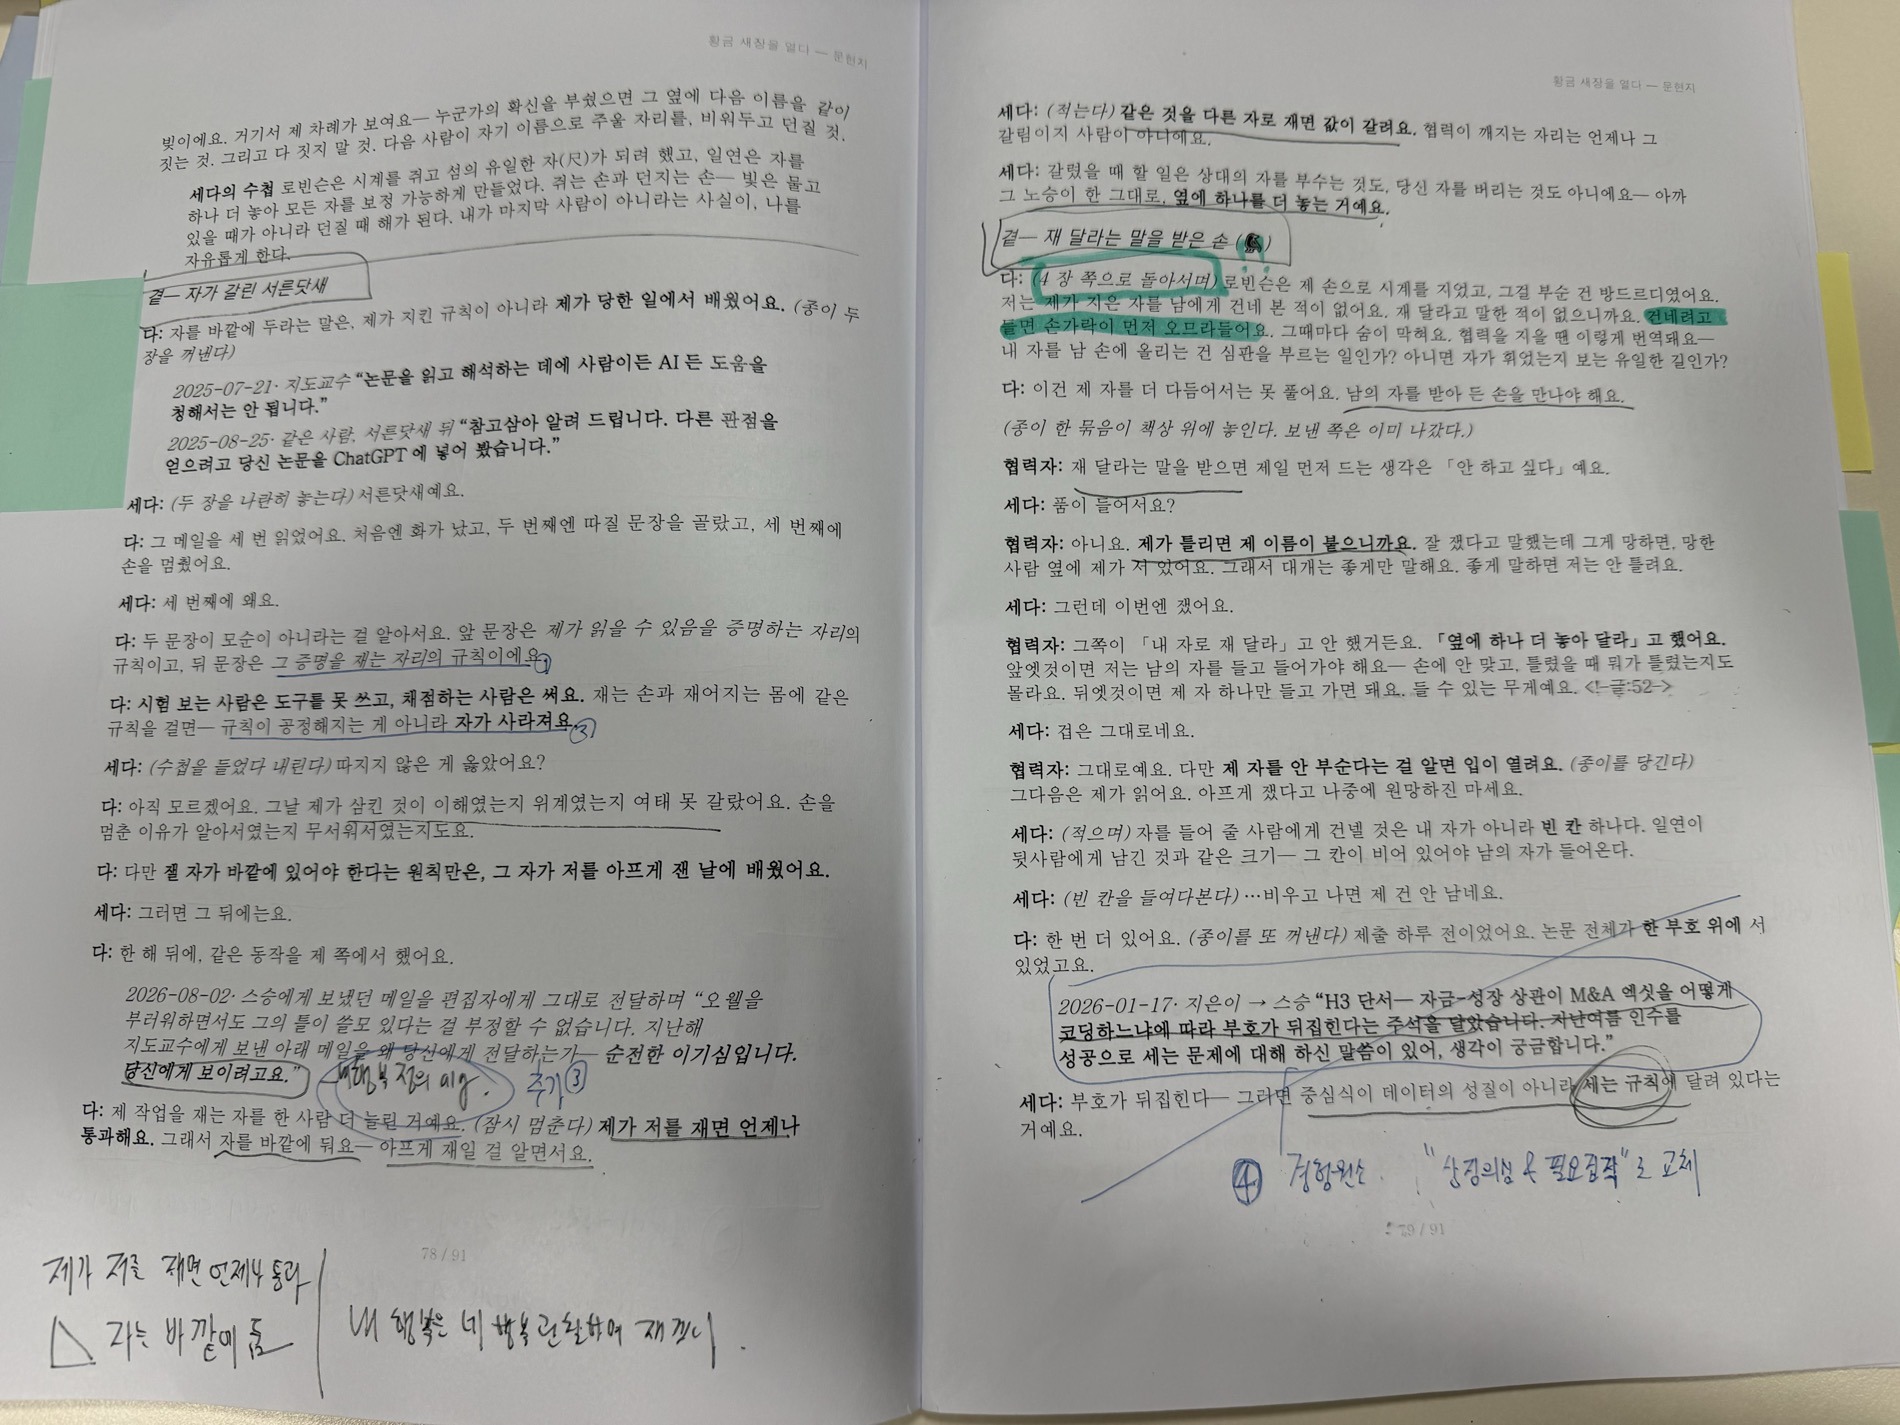 황금 새장을 열다 — 문현지
빚이에요. 거기서 제 차례가 보여요— 누군가의 확신을 부쉈으면 그 옆에 다음 이름을 같이
짓는 것. 그리고 다 짓지 말 것. 다음 사람이 자기 이름으로 주울 자리를, 비워두고 던질 것.
세다의 수첩 로빈슨은 시계를 쥐고 섬의 유일한 자(尺)가 되려 했고, 일연은 자를
하나 더 놓아 모든 자를 보정 가능하게 만들었다. 쥐는 손과 던지는 손— 빛은 물고
있을 때가 아니라 던질 때 해가 된다. 내가 마지막 사람이 아니라는 사실이, 나를
자유롭게 한다.
곁— 자가 갈린 서른닷새
다: 자를 바깥에 두라는 말은, 제가 지킨 규칙이 아니라 제가 당한 일에서 배웠어요. (종이 두
장을 꺼낸다)
2025-07-21· 지도교수 “논문을 읽고 해석하는 데에 사람이든 AI 든 도움을
청해서는 안 됩니다.”
2025-08-25· 같은 사람, 서른닷새 뒤 “참고삼아 알려 드립니다. 다른 관점을
얻으려고 당신 논문을 ChatGPT 에 넣어 봤습니다.”
세다: (두 장을 나란히 놓는다) 서른닷새예요.
다: 그 메일을 세 번 읽었어요. 처음엔 화가 났고, 두 번째엔 따질 문장을 골랐고, 세 번째에
손을 멈췄어요.
세다: 세 번째에 왜요.
다: 두 문장이 모순이 아니라는 걸 알아서요. 앞 문장은 제가 읽을 수 있음을 증명하는 자리의
규칙이고, 뒤 문장은 그 증명을 재는 자리의 규칙이에요. ①
다: 시험 보는 사람은 도구를 못 쓰고, 채점하는 사람은 써요. 재는 손과 재어지는 몸에 같은
규칙을 걸면— 규칙이 공정해지는 게 아니라 자가 사라져요. ②
세다: (수첩을 들었다 내린다) 따지지 않은 게 옳았어요?
다: 아직 모르겠어요. 그날 제가 삼킨 것이 이해였는지 위계였는지 여태 못 갈랐어요. 손을
멈춘 이유가 알아서였는지 무서워서였는지도요.
다: 다만 잴 자가 바깥에 있어야 한다는 원칙만은, 그 자가 저를 아프게 잰 날에 배웠어요.
세다: 그러면 그 뒤에는요.
다: 한 해 뒤에, 같은 동작을 제 쪽에서 했어요.
2026-08-02· 스승에게 보냈던 메일을 편집자에게 그대로 전달하며 “오웰을
부러워하면서도 그의 틀이 쓸모 있다는 걸 부정할 수 없습니다. 지난해
지도교수에게 보낸 아래 메일을 왜 당신에게 전달하는가— 순전한 이기심입니다.
당신에게 보이려고요.”
추가 ③
다: 제 작업을 재는 자를 한 사람 더 늘린 거예요. (잠시 멈춘다) 제가 저를 재면 언제나
통과해요. 그래서 자를 바깥에 둬요— 아프게 재일 걸 알면서요.
78 / 91
제가 저를 재면 언제나 통과
자는 바깥에 둠
내 행복은 네 행복 관찰하여
황금 새장을 열다 — 문현지
세다: (적는다) 같은 것을 다른 자로 재면 값이 갈려요. 협력이 깨지는 자리는 언제나 그
갈림이지 사람이 아니에요.
세다: 갈렸을 때 할 일은 상대의 자를 부수는 것도, 당신 자를 버리는 것도 아니에요— 아까
그 노승이 한 그대로, 옆에 하나를 더 놓는 거예요.
곁— 재 달라는 말을 받은 손
다: (4 장 쪽으로 돌아서며) 로빈슨은 제 손으로 시계를 지었고, 그걸 부순 건 방드르디였어요.
저는 제가 지은 자를 남에게 건네 본 적이 없어요. 재 달라고 말한 적이 없으니까요. 건네려고
들면 손가락이 먼저 오므라들어요. 그때마다 숨이 막혀요. 협력을 지을 땐 이렇게 번역돼요—
내 자를 남 손에 올리는 건 심판을 부르는 일인가? 아니면 자가 휘었는지 보는 유일한 길인가?
다: 이건 제 자를 더 다듬어서는 못 풀어요. 남의 자를 받아 든 손을 만나야 해요.
(종이 한 묶음이 책상 위에 놓인다. 보낸 쪽은 이미 나갔다.)
협력자: 재 달라는 말을 받으면 제일 먼저 드는 생각은 「안 하고 싶다」예요.
세다: 품이 들어서요?
협력자: 아니요. 제가 틀리면 제 이름이 붙으니까요. 잘 쟀다고 말했는데 그게 망하면, 망한
사람 옆에 제가 서 있어요. 그래서 대개는 좋게만 말해요. 좋게 말하면 저는 안 틀려요.
세다: 그런데 이번엔 쟀어요.
협력자: 그쪽이 「내 자로 재 달라」고 안 했거든요. 「옆에 하나 더 놓아 달라」고 했어요.
앞엣것이면 저는 남의 자를 들고 들어가야 해요— 손에 안 맞고, 틀렸을 때 뭐가 틀렸는지도
몰라요. 뒤엣것이면 제 자 하나만 들고 가면 돼요. 들 수 있는 무게예요. <!-글:52->
세다: 겁은 그대로네요.
협력자: 그대로예요. 다만 제 자를 안 부순다는 걸 알면 입이 열려요. (종이를 당긴다)
그다음은 제가 읽어요. 아프게 쟀다고 나중에 원망하진 마세요.
세다: (적으며) 자를 들어 줄 사람에게 건넬 것은 내 자가 아니라 빈 칸 하나다. 일연이
뒷사람에게 남긴 것과 같은 크기— 그 칸이 비어 있어야 남의 자가 들어온다.
세다: (빈 칸을 들여다본다) …비우고 나면 제 건 안 남네요.
다: 한 번 더 있어요. (종이를 또 꺼낸다) 제출 하루 전이었어요. 논문 전체가 한 부호 위에 서
있었고요.
2026-01-17· 지은이 → 스승 “H3 단서— 자금-성장 상관이 M&A 엑싯을 어떻게
코딩하느냐에 따라 부호가 뒤집힌다는 주석을 달았습니다. 지난여름 인수를
성공으로 세는 문제에 대해 하신 말씀이 있어, 생각이 궁금합니다.”
세다: 부호가 뒤집힌다— 그러면 중심식이 데이터의 성질이 아니라 세는 규칙에 달려 있다는
거예요.
④ “상정의심 은 필요집착”로 교체
79 / 91